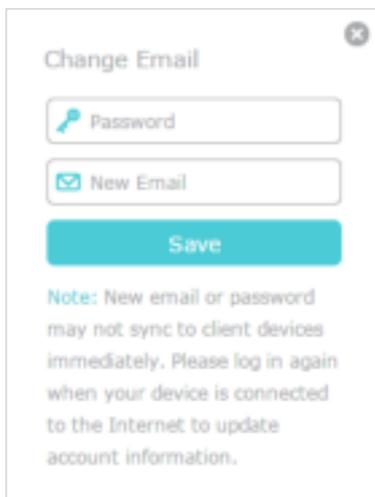 Change Email
Password
New Email
Save
Note: New email or password
may not sync to client devices
immediately. Please log in again
when your device is connected
to the Internet to update
account information.